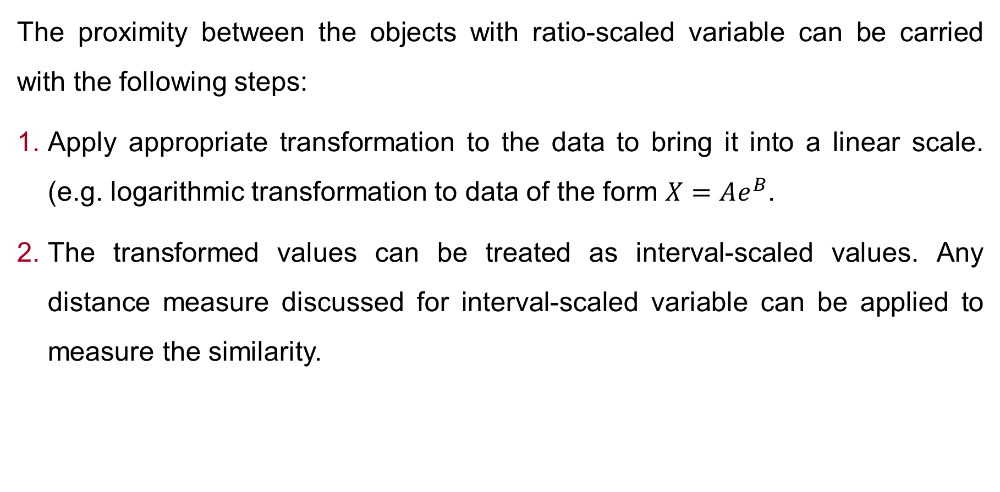 The proximity between the objects with ratio-scaled variable can be carried
with the following steps:
1. Apply appropriate transformation to the data to bring it into a linear scale.
(e.g. logarithmic transformation to data of the form X = Ae^B.
2. The transformed values can be treated as interval-scaled values. Any
distance measure discussed for interval-scaled variable can be applied to
measure the similarity.